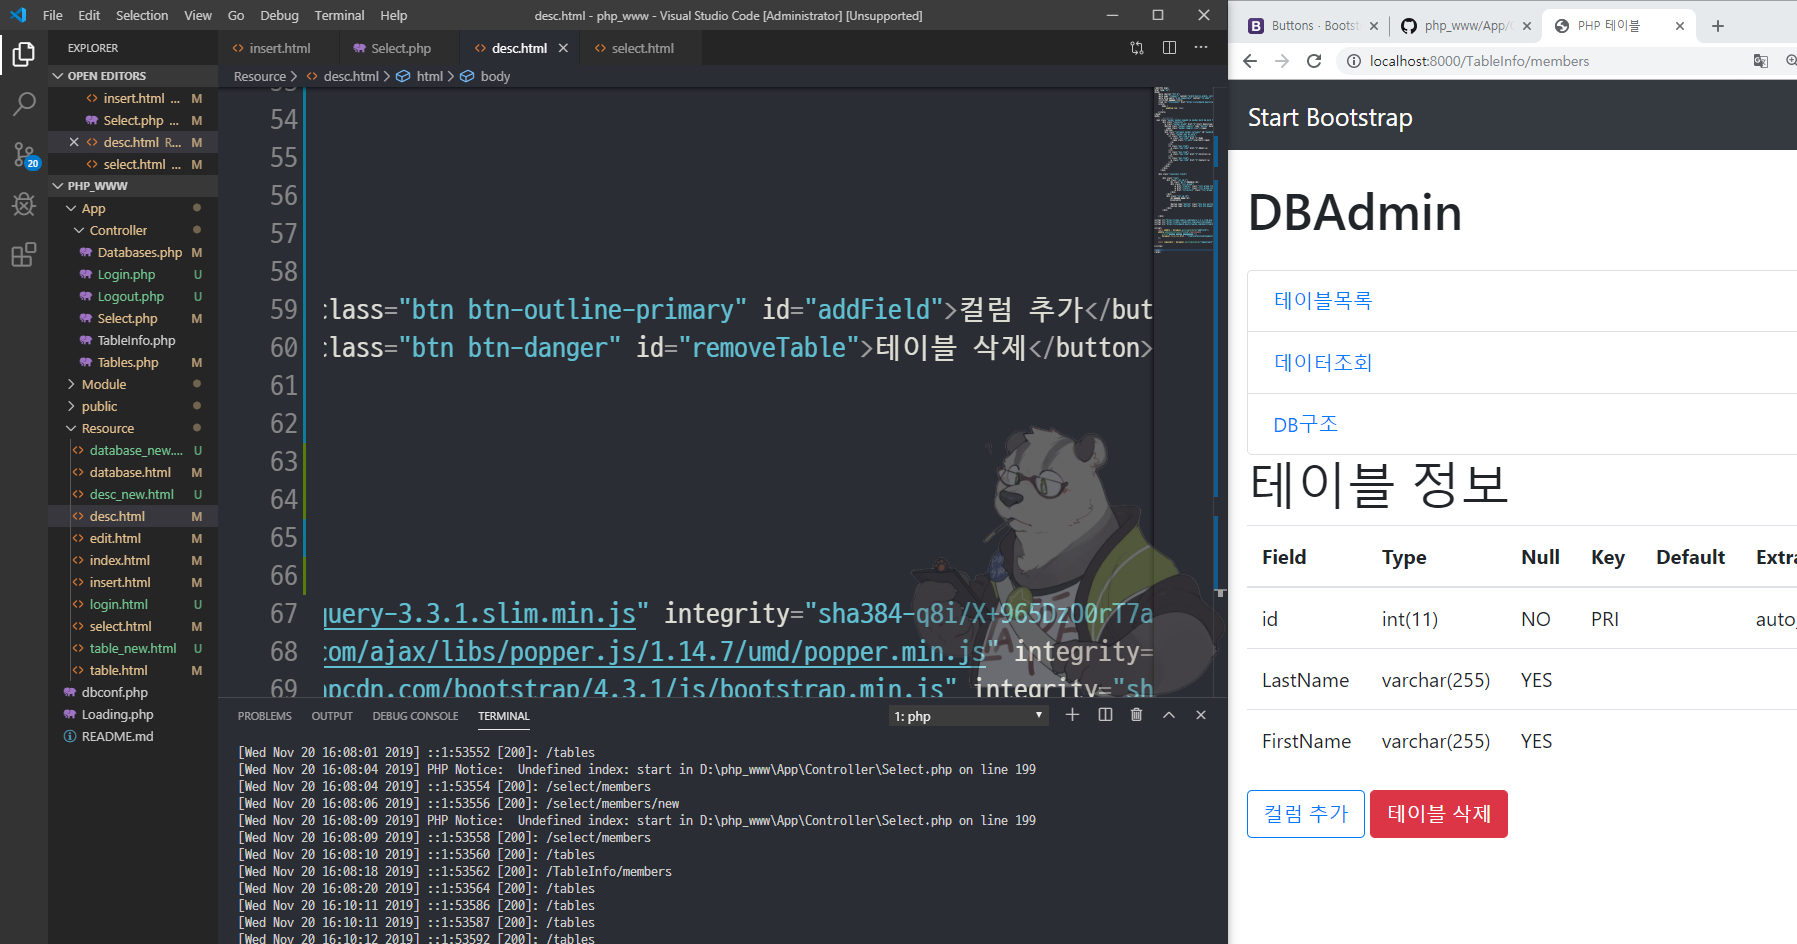 File Edit Selection View Go Debug Terminal Help
desc.html - php_www - Visual Studio Code [Administrator] [Unsupported]
EXPLORER
OPEN EDITORS
insert.html ... M
Select.php ... M
desc.html R... M
select.html ... M
20
PHP_WWW
App
Controller
Databases.php M
Login.php U
Logout.php U
Select.php M
TableInfo.php
Tables.php M
Module
public
Resource
database_new.... U
database.html M
desc_new.html U
desc.html M
edit.html M
index.html M
insert.html M
login.html U
select.html M
table_new.html U
table.html M
dbconf.php
Loading.php
README.md
insert.html Select.php desc.html select.html
Resource > desc.html > html > body
54
55
56
57
58
59 class="btn btn-outline-primary" id="addField">컬럼 추가</but
60 class="btn btn-danger" id="removeTable">테이블 삭제</button>
61
62
63
64
65
66
67 query-3.3.1.slim.min.js" integrity="sha384-q8i/X+965DzO0rT7a
68 com/ajax/libs/popper.js/1.14.7/umd/popper.min.js" integrity=
69 apcdn.com/bootstrap/4.3.1/js/bootstrap.min.js" integrity="sh
PROBLEMS OUTPUT DEBUG CONSOLE TERMINAL
1: php
[Wed Nov 20 16:08:01 2019] ::1:53552 [200]: /tables
[Wed Nov 20 16:08:04 2019] PHP Notice:  Undefined index: start in D:\php_www\App\Controller\Select.php on line 199
[Wed Nov 20 16:08:04 2019] ::1:53554 [200]: /select/members
[Wed Nov 20 16:08:06 2019] ::1:53556 [200]: /select/members/new
[Wed Nov 20 16:08:09 2019] PHP Notice:  Undefined index: start in D:\php_www\App\Controller\Select.php on line 199
[Wed Nov 20 16:08:09 2019] ::1:53558 [200]: /select/members
[Wed Nov 20 16:08:10 2019] ::1:53560 [200]: /tables
[Wed Nov 20 16:08:18 2019] ::1:53562 [200]: /TableInfo/members
[Wed Nov 20 16:08:20 2019] ::1:53564 [200]: /tables
[Wed Nov 20 16:10:11 2019] ::1:53586 [200]: /tables
[Wed Nov 20 16:10:11 2019] ::1:53587 [200]: /tables
[Wed Nov 20 16:10:12 2019] ::1:53592 [200]: /tables
Buttons · Bootst php_www/App/ PHP 테이블
localhost:8000/TableInfo/members
Start Bootstrap
DBAdmin
테이블목록
데이터조회
DB구조
테이블 정보
Field Type Null Key Default Extra
id int(11) NO PRI auto_
LastName varchar(255) YES
FirstName varchar(255) YES
컬럼 추가 테이블 삭제